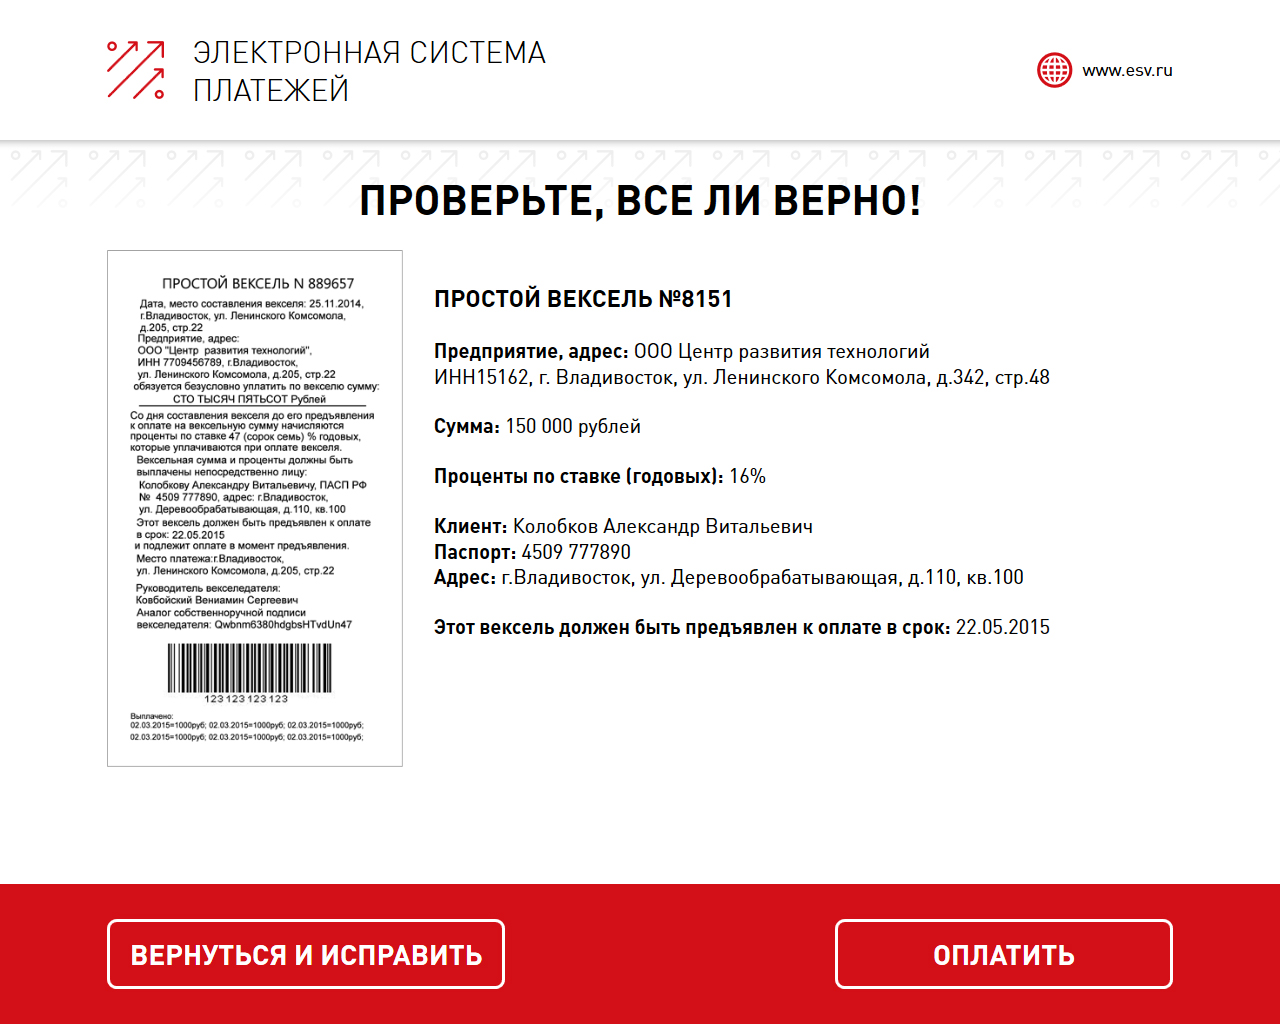 ЭЛЕКТРОННАЯ СИСТЕМА
ПЛАТЕЖЕЙ
www.esv.ru
ПРОВЕРЬТЕ, ВСЕ ЛИ ВЕРНО!
ПРОСТОЙ ВЕКСЕЛЬ N 889657
Дата, место составления векселя: 25.11.2014,
г.Владивосток, ул. Ленинского Комсомола,
д.205, стр.22
Предприятие, адрес:
ООО "Центр развития технологий",
ИНН 7709456789, г.Владивосток,
ул. Ленинского Комсомола, д.205, стр.22
обязуется безусловно уплатить по векселю сумму:
СТО ТЫСЯЧ ПЯТЬСОТ Рублей
Со дня составления векселя до его предъявления
к оплате на вексельную сумму начисляются
проценты по ставке 47 (сорок семь) % годовых,
которые уплачиваются при оплате векселя.
Вексельная сумма и проценты должны быть
выплачены непосредственно лицу:
Колобкову Александру Витальевичу, ПАСП РФ
№ 4509 777890, адрес: г.Владивосток,
ул. Деревообрабатывающая, д.110, кв.100
Этот вексель должен быть предъявлен к оплате
в срок: 22.05.2015
и подлежит оплате в момент предъявления.
Место платежа:г.Владивосток,
ул. Ленинского Комсомола, д.205, стр.22
Руководитель векселедателя:
Ковбойский Вениамин Сергеевич
Аналог собственноручной подписи
векселедателя: Qwbnm6380hdgbsHTvdUn47
123 123 123 123
Выплачено:
02.03.2015=1000руб; 02.03.2015=1000руб; 02.03.2015=1000руб;
02.03.2015=1000руб; 02.03.2015=1000руб; 02.03.2015=1000руб;
ПРОСТОЙ ВЕКСЕЛЬ №8151
Предприятие, адрес: ООО Центр развития технологий
ИНН15162, г. Владивосток, ул. Ленинского Комсомола, д.342, стр.48
Сумма: 150 000 рублей
Проценты по ставке (годовых): 16%
Клиент: Колобков Александр Витальевич
Паспорт: 4509 777890
Адрес: г.Владивосток, ул. Деревообрабатывающая, д.110, кв.100
Этот вексель должен быть предъявлен к оплате в срок: 22.05.2015
ВЕРНУТЬСЯ И ИСПРАВИТЬ
ОПЛАТИТЬ